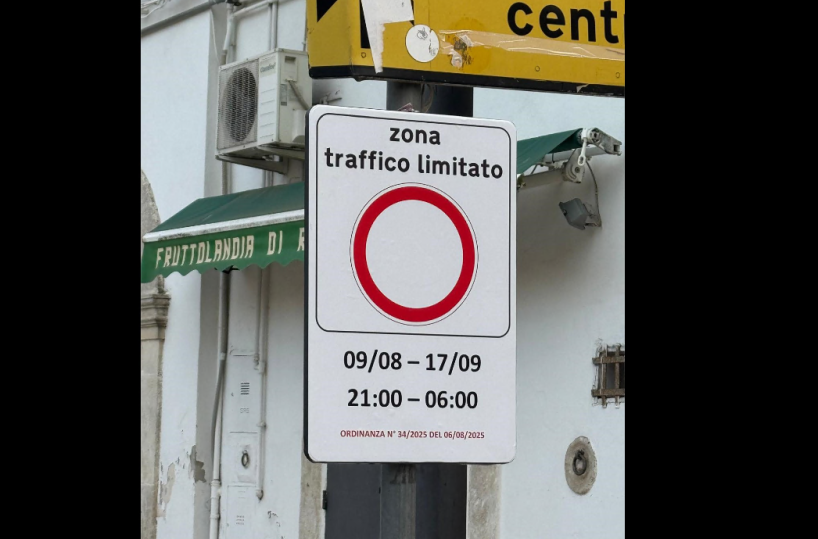 cent
zona
traffico limitato
FRUTTOLANDIA DI
09/08 – 17/09
21:00 – 06:00
ORDINANZA N° 34/2025 DEL 06/08/2025